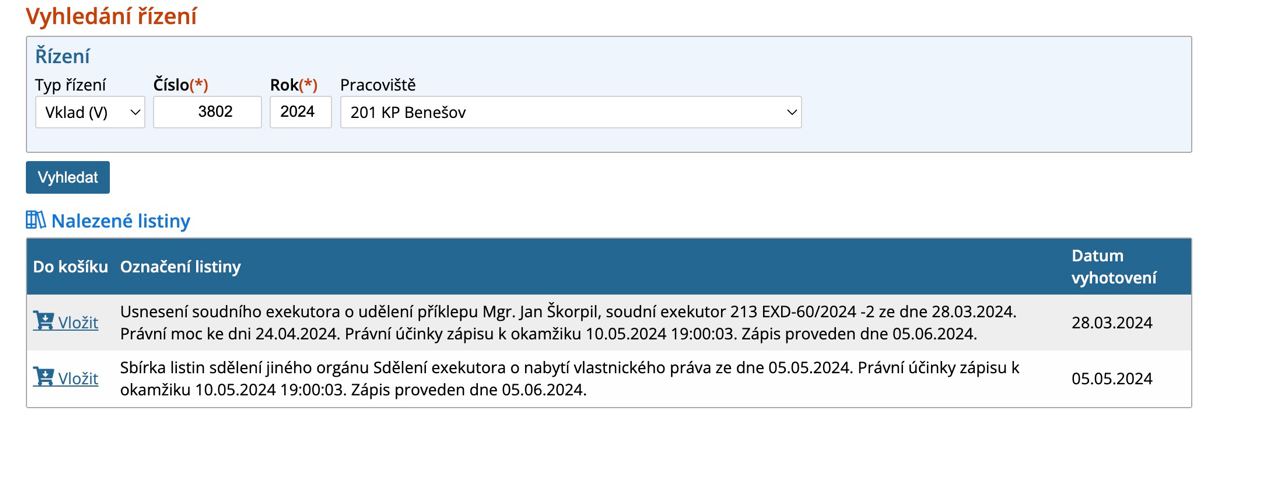 Vyhledání řízení
Řízení
Typ řízení Číslo(*) Rok(*) Pracoviště
Vklad (V) 3802 2024 201 KP Benešov
Vyhledat
Nalezené listiny
Do košíku Označení listiny Datum vyhotovení
Vložit Usnesení soudního exekutora o udělení příklepu Mgr. Jan Škorpil, soudní exekutor 213 EXD-60/2024 -2 ze dne 28.03.2024. 28.03.2024
Právní moc ke dni 24.04.2024. Právní účinky zápisu k okamžiku 10.05.2024 19:00:03. Zápis proveden dne 05.06.2024.
Vložit Sbírka listin sdělení jiného orgánu Sdělení exekutora o nabytí vlastnického práva ze dne 05.05.2024. Právní účinky zápisu k 05.05.2024
okamžiku 10.05.2024 19:00:03. Zápis proveden dne 05.06.2024.